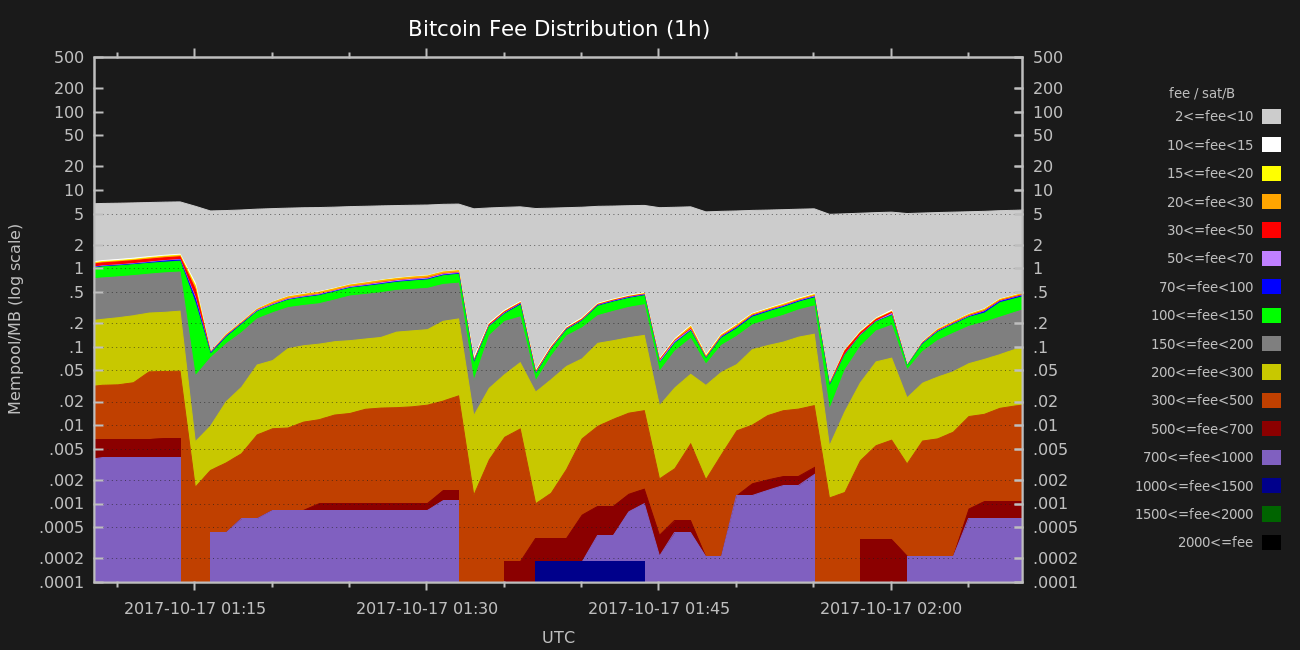 Bitcoin Fee Distribution (1h)
500 500
200 200
100 100
50 50
20 20
10 10
5 5
2 2
1 1
.5 .5
.2 .2
.1 .1
.05 .05
.02 .02
.01 .01
.005 .005
.002 .002
.001 .001
.0005 .0005
.0002 .0002
.0001 .0001
Mempool/MB (log scale)
2017-10-17 01:15 2017-10-17 01:30 2017-10-17 01:45 2017-10-17 02:00
UTC
fee / sat/B
2<=fee<10
10<=fee<15
15<=fee<20
20<=fee<30
30<=fee<50
50<=fee<70
70<=fee<100
100<=fee<150
150<=fee<200
200<=fee<300
300<=fee<500
500<=fee<700
700<=fee<1000
1000<=fee<1500
1500<=fee<2000
2000<=fee